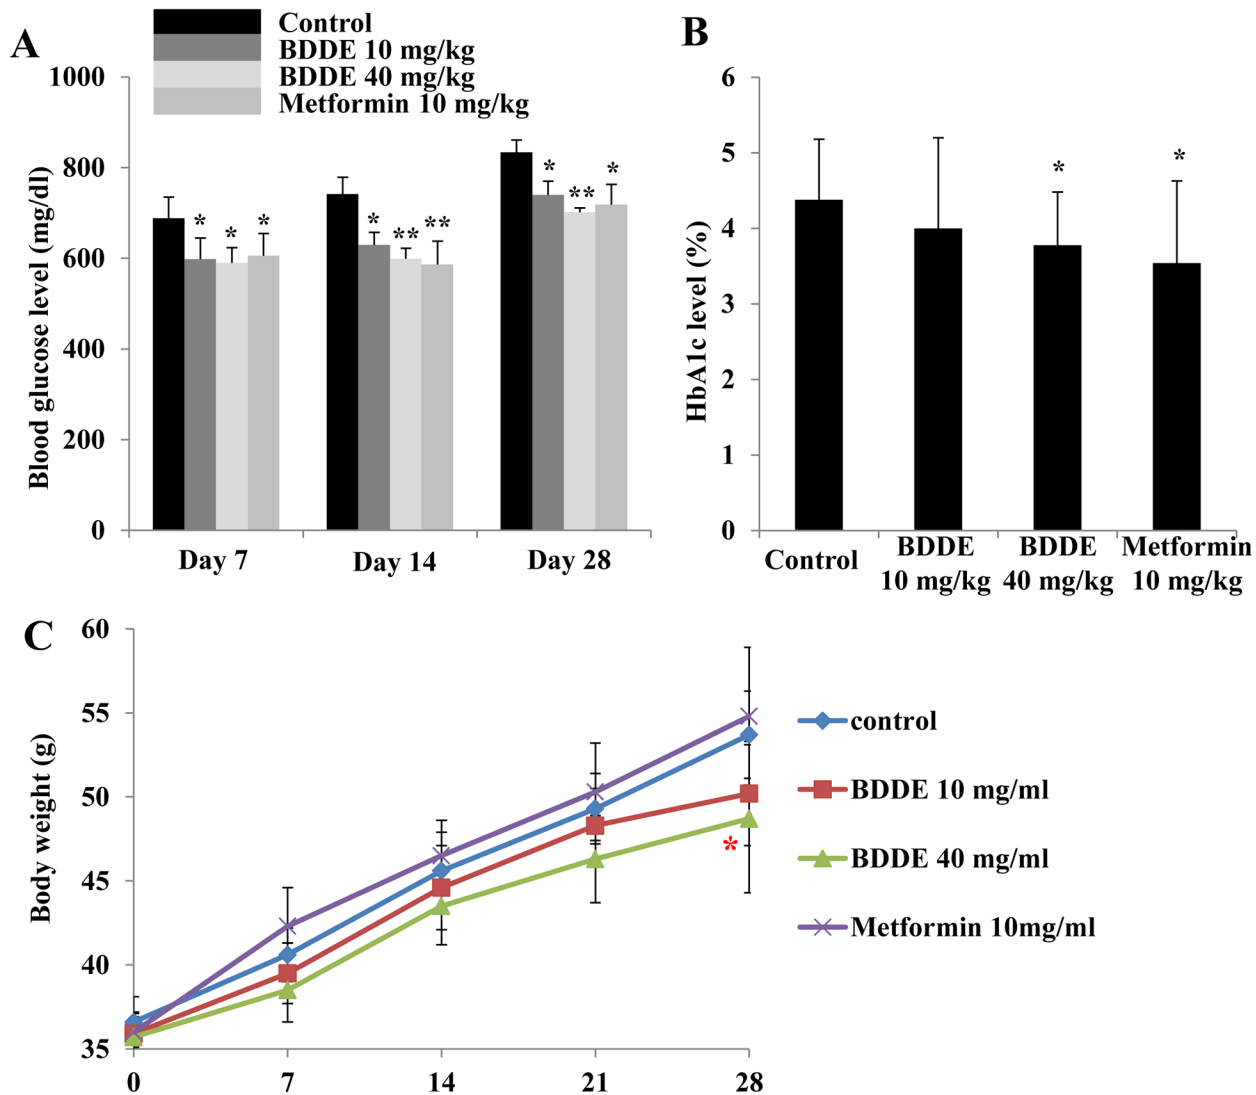 A
Control
BDDE 10 mg/kg
BDDE 40 mg/kg
Metformin 10 mg/kg
Blood glucose level (mg/dl)
1000
800
600
400
200
0
* * *
* ** **
* ** *
Day 7 Day 14 Day 28
B
HbA1c level (%)
6
5
4
3
2
1
0
* *
Control BDDE BDDE Metformin
10 mg/kg 40 mg/kg 10 mg/kg
C
Body weight (g)
60
55
50
45
40
35
0 7 14 21 28
*
control
BDDE 10 mg/ml
BDDE 40 mg/ml
Metformin 10mg/ml